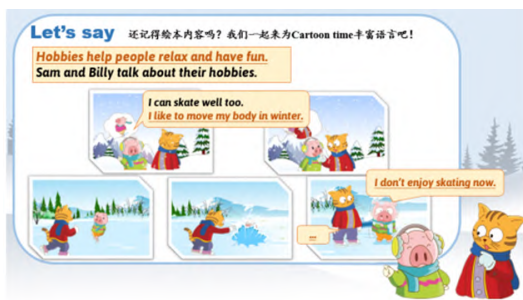 Let's say 还记得绘本内容吗？我们一起来为Cartoon time丰富语言吧！
Hobbies help people relax and have fun.
Sam and Billy talk about their hobbies.
I can skate well too.
I like to move my body in winter.
I don't enjoy skating now.
...